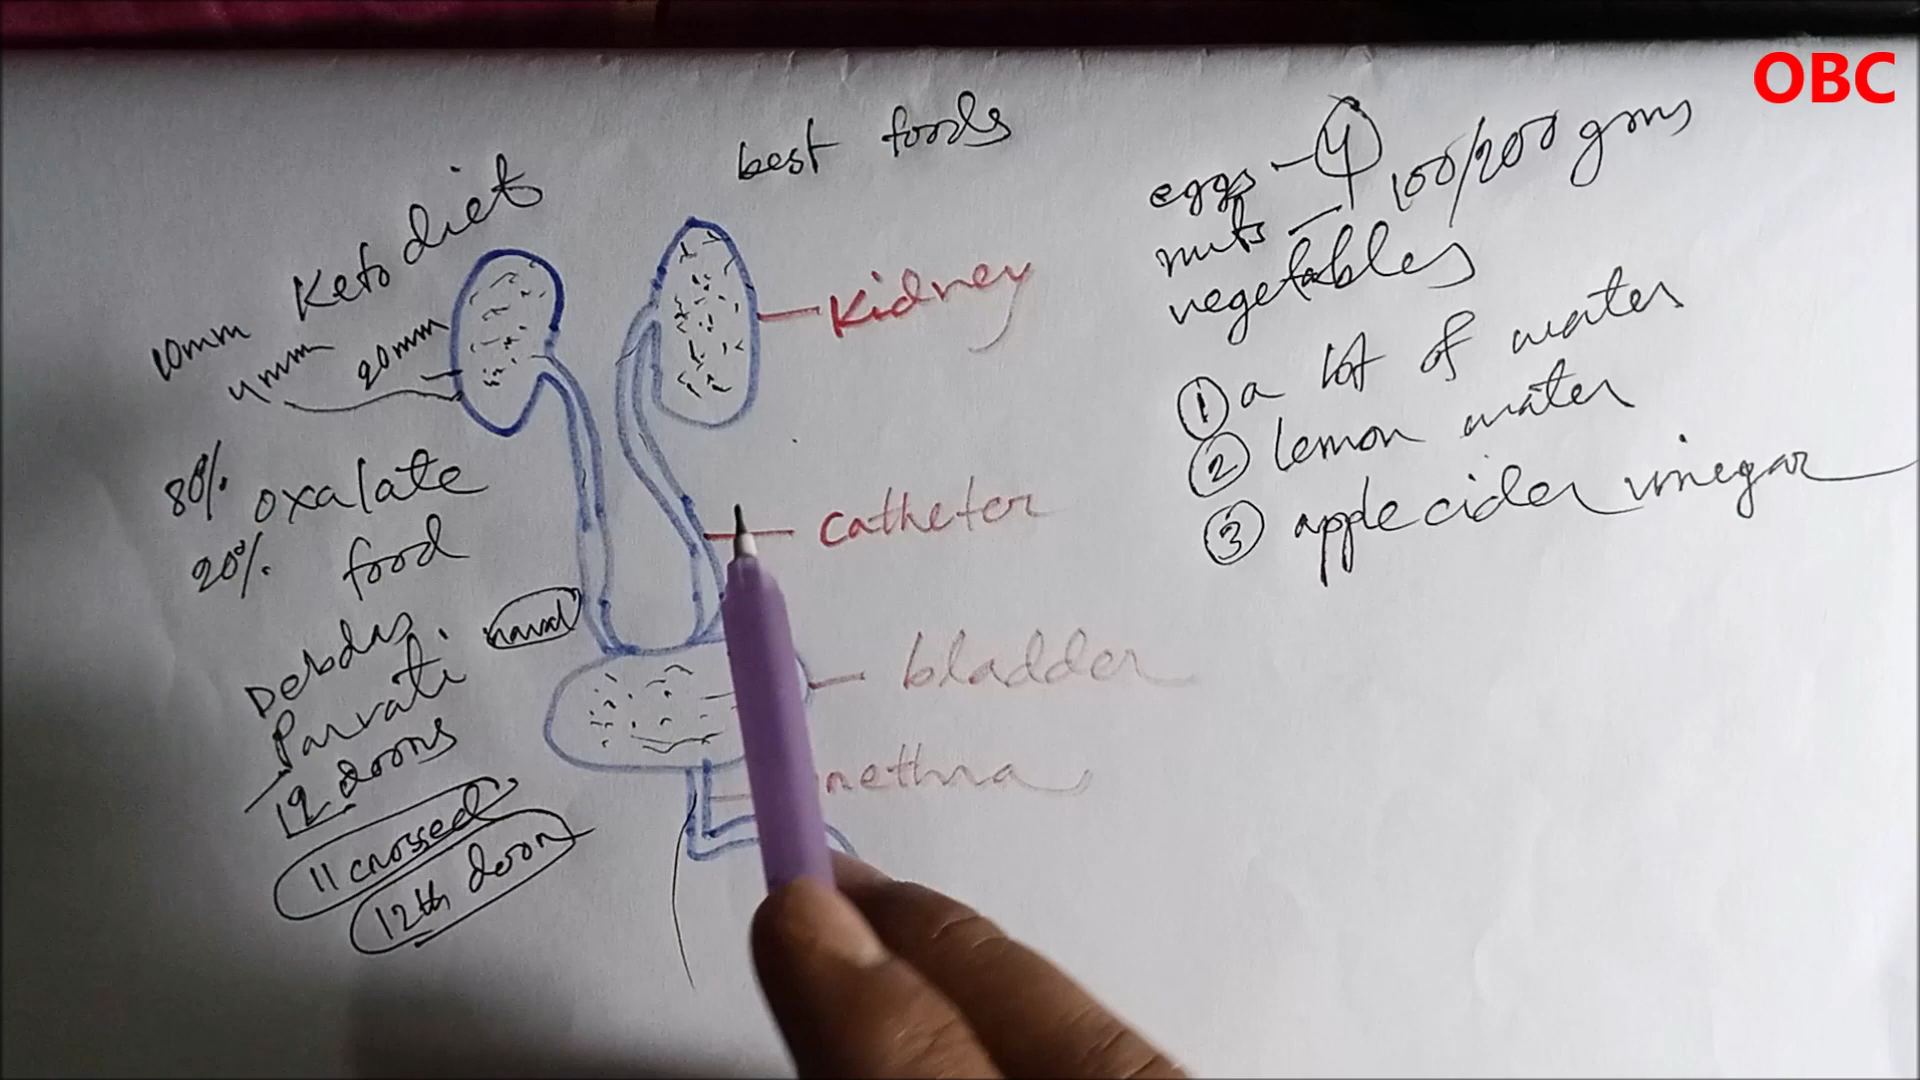 OBC
best foods
Keto diet
10mm
4mm
20mm
80% oxalate
20% food
Debdas
Parvati
12 doors
11 crossed
12th door
Kidney
catheter
bladder
nethra
eggs - 4
nuts - 100/200 gms
vegetables
① a lot of water
② lemon water
③ apple cider vinegar